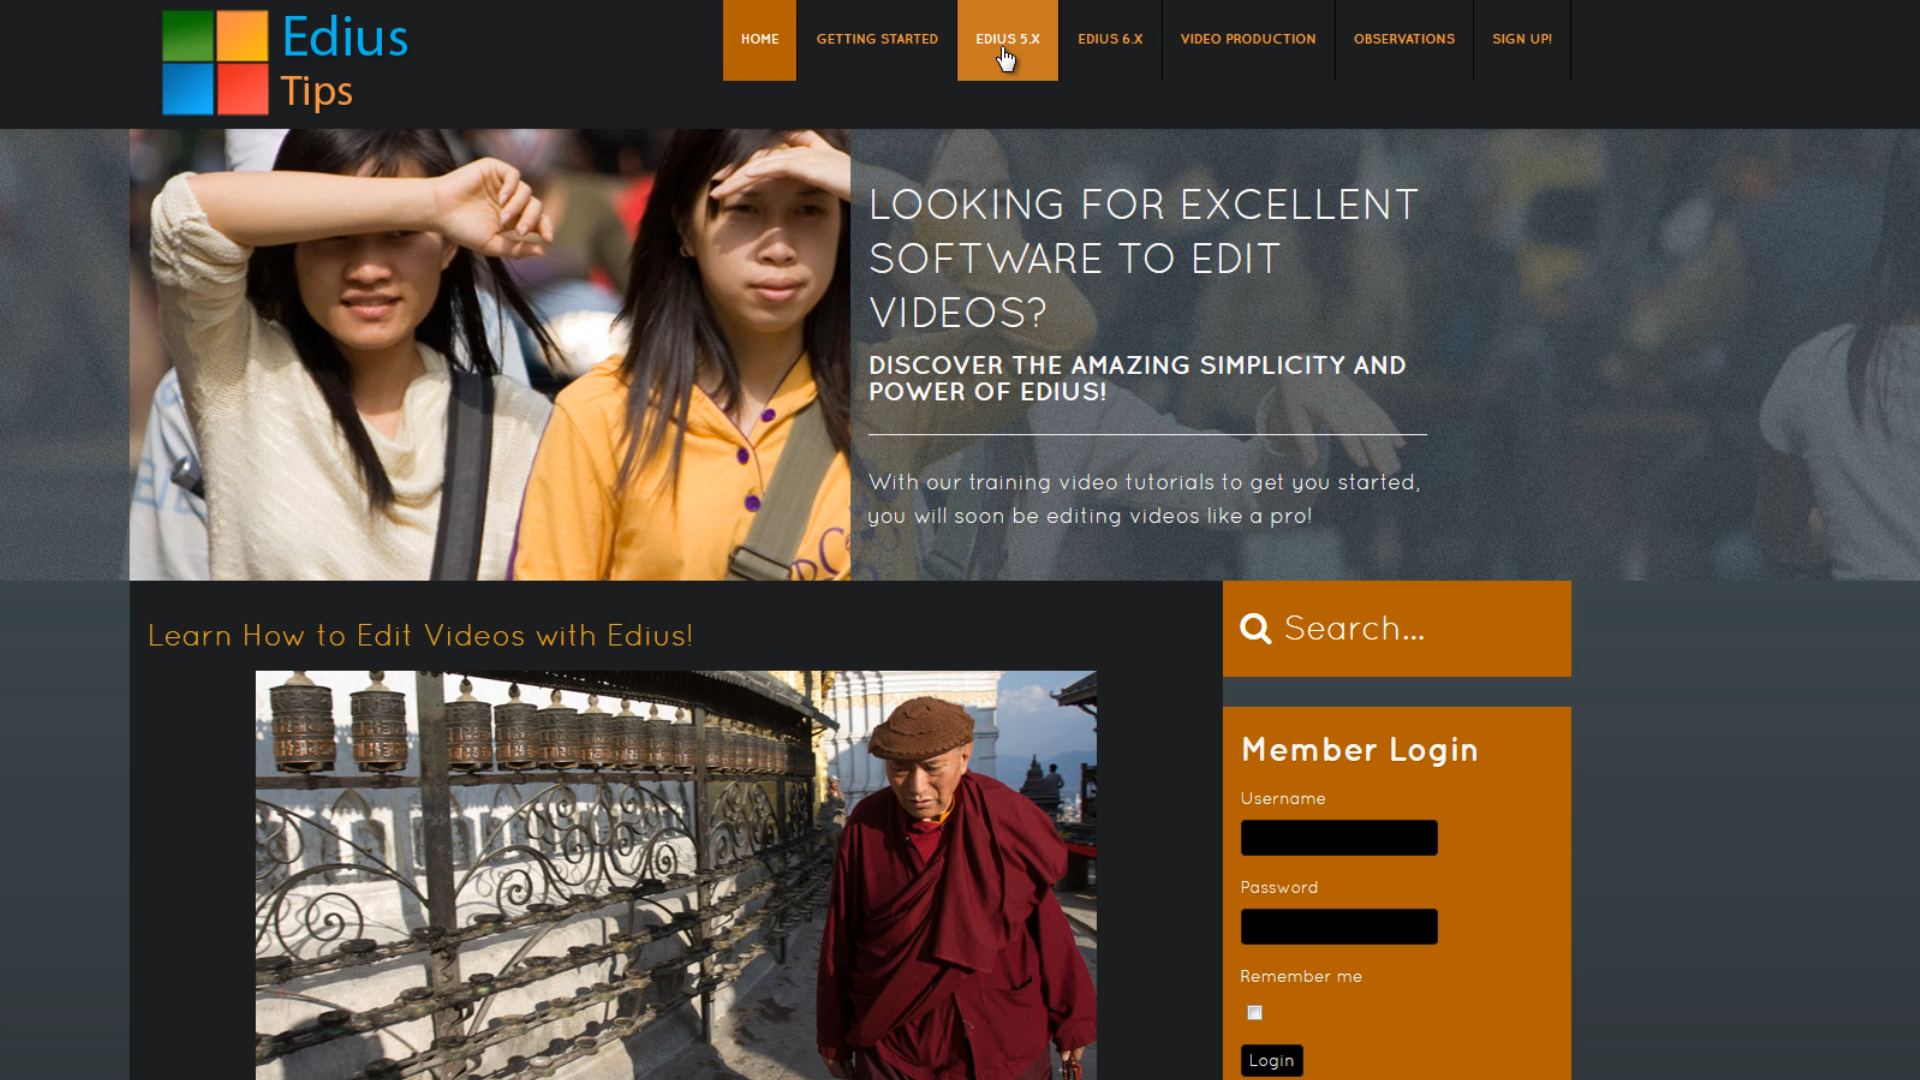 Edius
Tips
HOME
GETTING STARTED
EDIUS 5.X
EDIUS 6.X
VIDEO PRODUCTION
OBSERVATIONS
SIGN UP!
LOOKING FOR EXCELLENT
SOFTWARE TO EDIT
VIDEOS?
DISCOVER THE AMAZING SIMPLICITY AND
POWER OF EDIUS!
With our training video tutorials to get you started,
you will soon be editing videos like a pro!
Learn How to Edit Videos with Edius!
Search...
Member Login
Username
Password
Remember me
Login